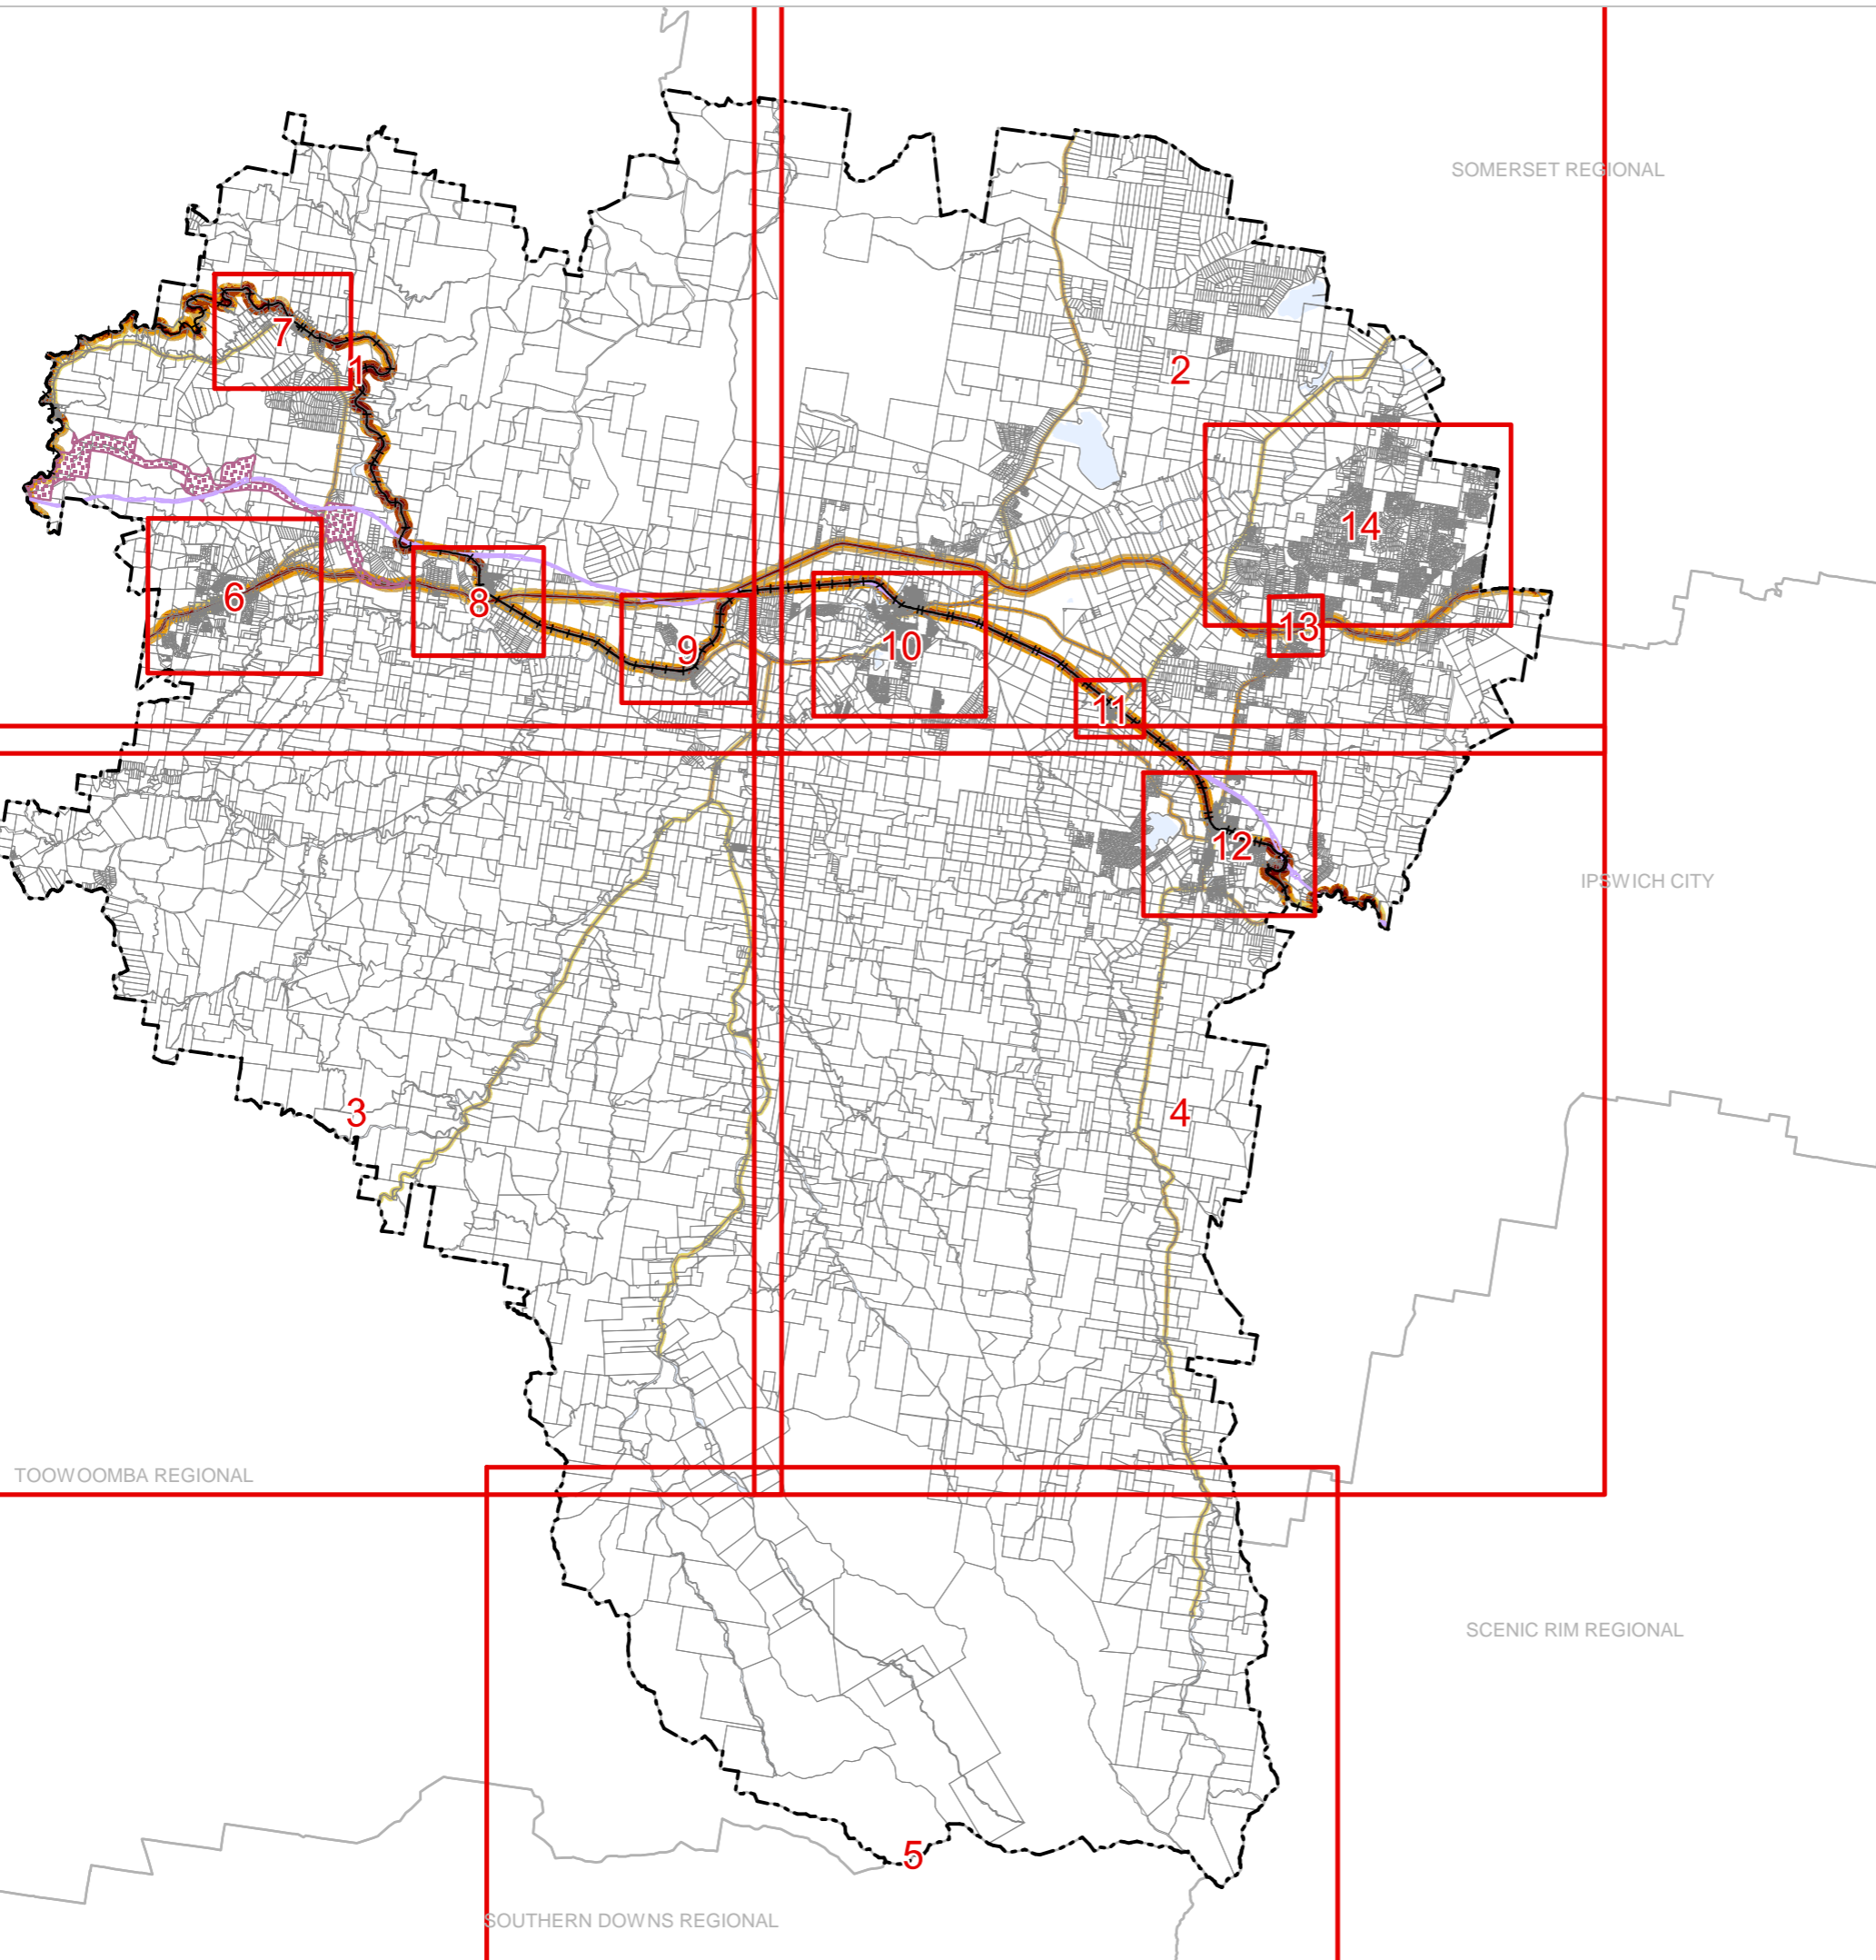 SOMERSET REGIONAL
7
1
2
14
6
8
13
9
10
11
12
IPSWICH CITY
3
4
TOOWOOMBA REGIONAL
SCENIC RIM REGIONAL
5
SOUTHERN DOWNS REGIONAL